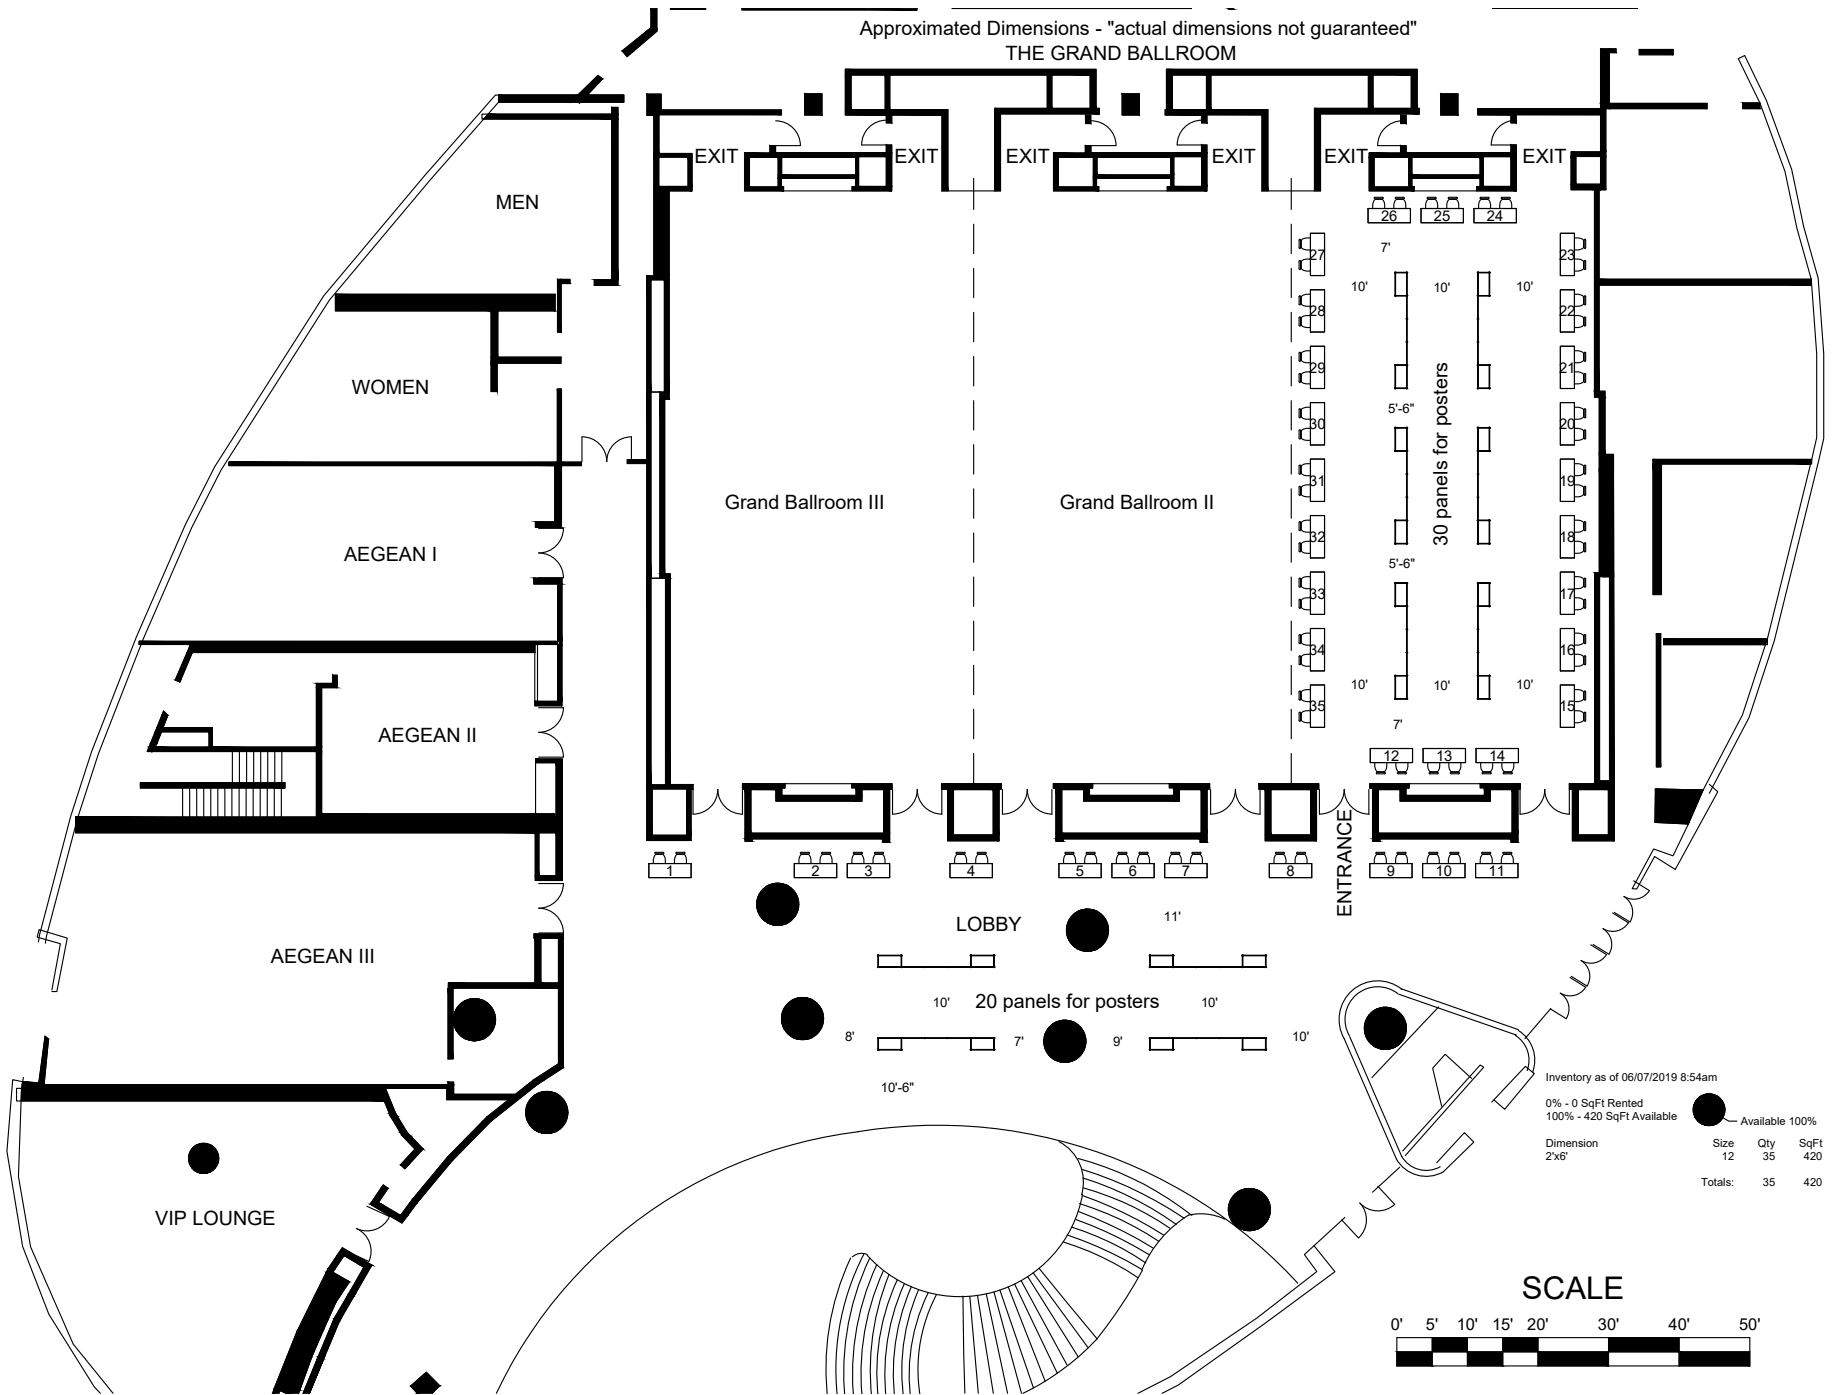 Approximated Dimensions - "actual dimensions not guaranteed"
THE GRAND BALLROOM
EXIT EXIT EXIT EXIT EXIT EXIT
MEN
26 25 24
27 7' 23
10' 10' 10'
28 22
29 21
WOMEN
5'-6"
30 20
30 panels for posters
31 19
Grand Ballroom III Grand Ballroom II
32 18
AEGEAN I
5'-6"
33 17
34 16
10' 10' 10'
35 15
7'
AEGEAN II
12 13 14
ENTRANCE
1 2 3 4 5 6 7 8 9 10 11
11'
LOBBY
AEGEAN III
10' 20 panels for posters 10'
8' 7' 9' 10'
10'-6"
Inventory as of 06/07/2019 8:54am
0% - 0 SqFt Rented
100% - 420 SqFt Available
Available 100%
Dimension Size Qty SqFt
2'x6' 12 35 420
Totals: 35 420
VIP LOUNGE
SCALE
0' 5' 10' 15' 20' 30' 40' 50'